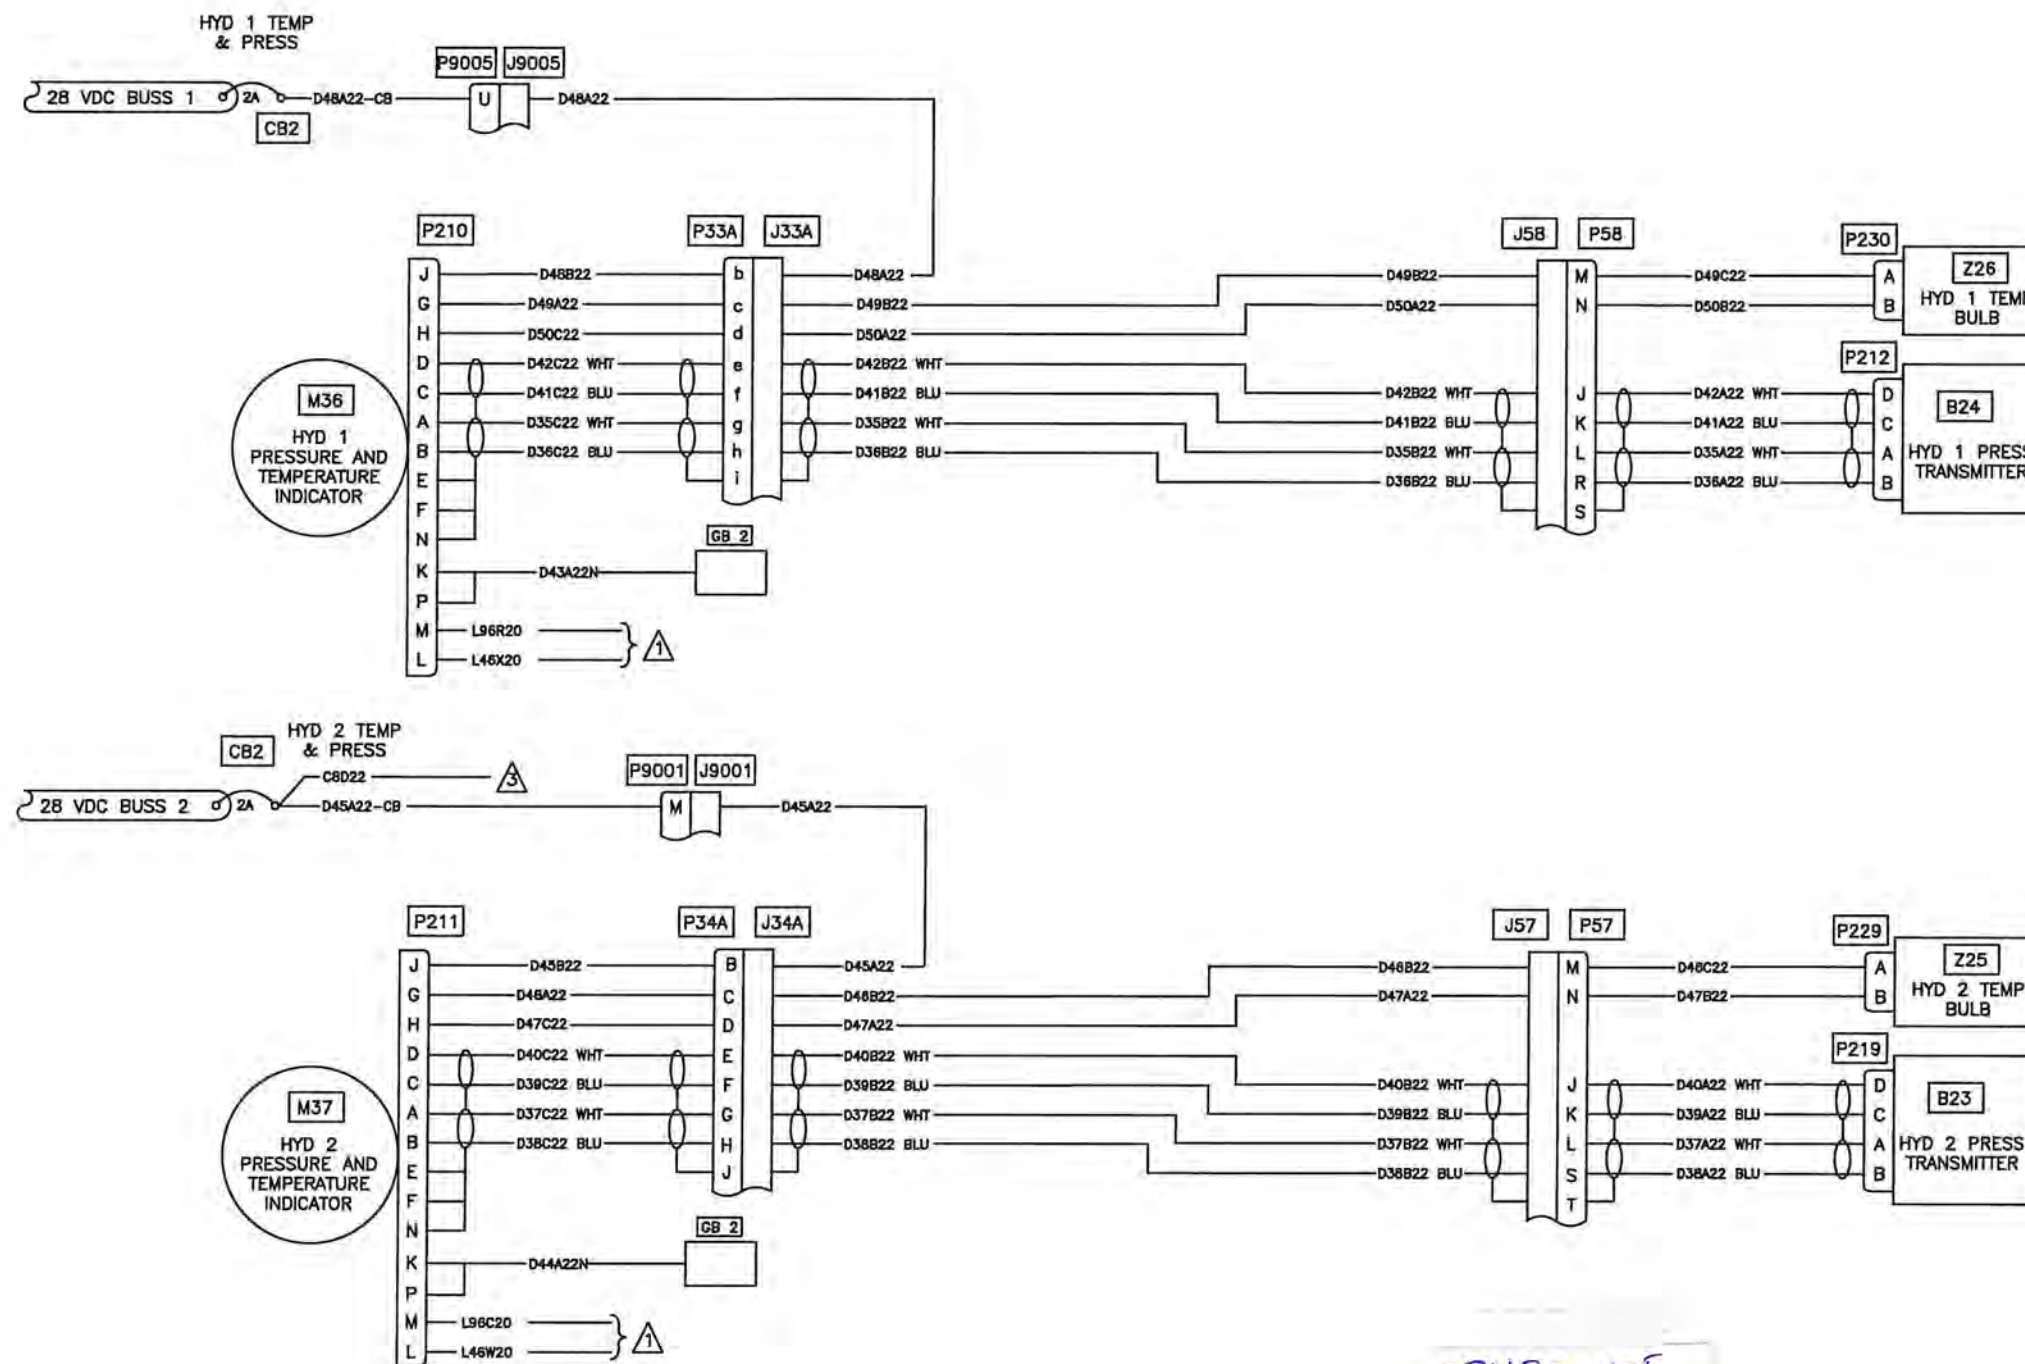 HYD 1 TEMP
& PRESS
P9005 J9005
28 VDC BUSS 1 2A D48A22-CB U D48A22
CB2
P210 P33A J33A J58 P58 P230
J D48B22 b D48A22 D49B22 M D49C22 A Z26
G D49A22 c D49B22 D50A22 N D50B22 B HYD 1
BULB
H D50C22 d D50A22
P212
D D42C22 WHT e D42B22 WHT D42B22 WHT J D42A22 WHT D
C D41C22 BLU f D41B22 BLU D41B22 BLU K D41A22 BLU C B24
A D35C22 WHT g D35B22 WHT D35B22 WHT L D35A22 WHT A HYD 1 PRESS
B D36C22 BLU h D36B22 BLU D36B22 BLU R D36A22 BLU B TRANSMITTER
E i S
F
N
M36
HYD 1
PRESSURE AND
TEMPERATURE
INDICATOR
GB 2
K D43A22N
P
M L96R20 1
L L46X20
HYD 2 TEMP
& PRESS
CB2
C8D22 3
P9001 J9001
28 VDC BUSS 2 2A D45A22-CB M D45A22
P211 P34A J34A J57 P57 P229
J D45B22 B D45A22 D46B22 M D46C22 A Z25
G D46A22 C D46B22 D47A22 N D47B22 B HYD 2 TEMP
BULB
H D47C22 D D47A22
P219
D D40C22 WHT E D40B22 WHT D40B22 WHT J D40A22 WHT D
C D39C22 BLU F D39B22 BLU D39B22 BLU K D39A22 BLU C B23
A D37C22 WHT G D37B22 WHT D37B22 WHT L D37A22 WHT A HYD 2 PRESS
B D38C22 BLU H D38B22 BLU D38B22 BLU S D38A22 BLU B TRANSMITTER
E J T
F
N
M37
HYD 2
PRESSURE AND
TEMPERATURE
INDICATOR
GB 2
K D44A22N
P
M L96C20 1
L L46W20